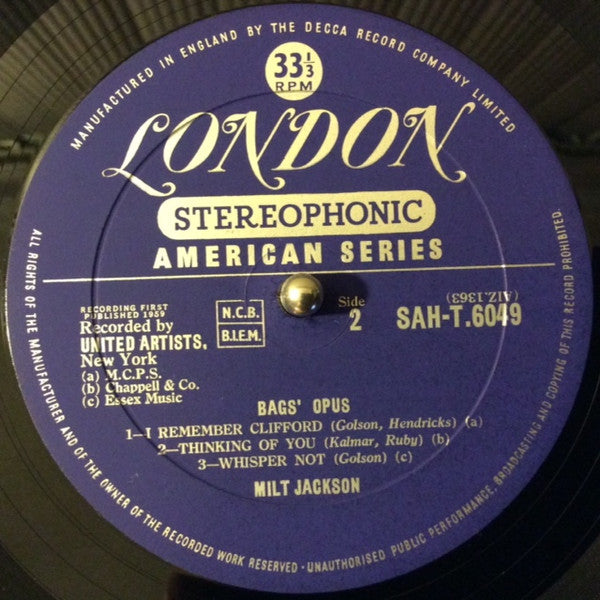 MANUFACTURED IN ENGLAND BY THE DECCA RECORD COMPANY LIMITED
33 1/3
RPM
LONDON
STEREOPHONIC
AMERICAN SERIES
RECORDING FIRST
PUBLISHED 1959
Recorded by
UNITED ARTISTS,
New York
(a) M.C.P.S.
(b) Chappell & Co.
(c) Essex Music
N.C.B.
B.I.E.M.
Side
2
(AIZ.1363)
SAH-T.6049
BAGS' OPUS
1—I REMEMBER CLIFFORD (Golson, Hendricks) (a)
2—THINKING OF YOU (Kalmar, Ruby) (b)
3—WHISPER NOT (Golson) (c)
MILT JACKSON
ALL RIGHTS OF THE MANUFACTURER AND OF THE OWNER OF THE RECORDED WORK RESERVED · UNAUTHORISED PUBLIC PERFORMANCE, BROADCASTING AND COPYING OF THIS RECORD PROHIBITED.